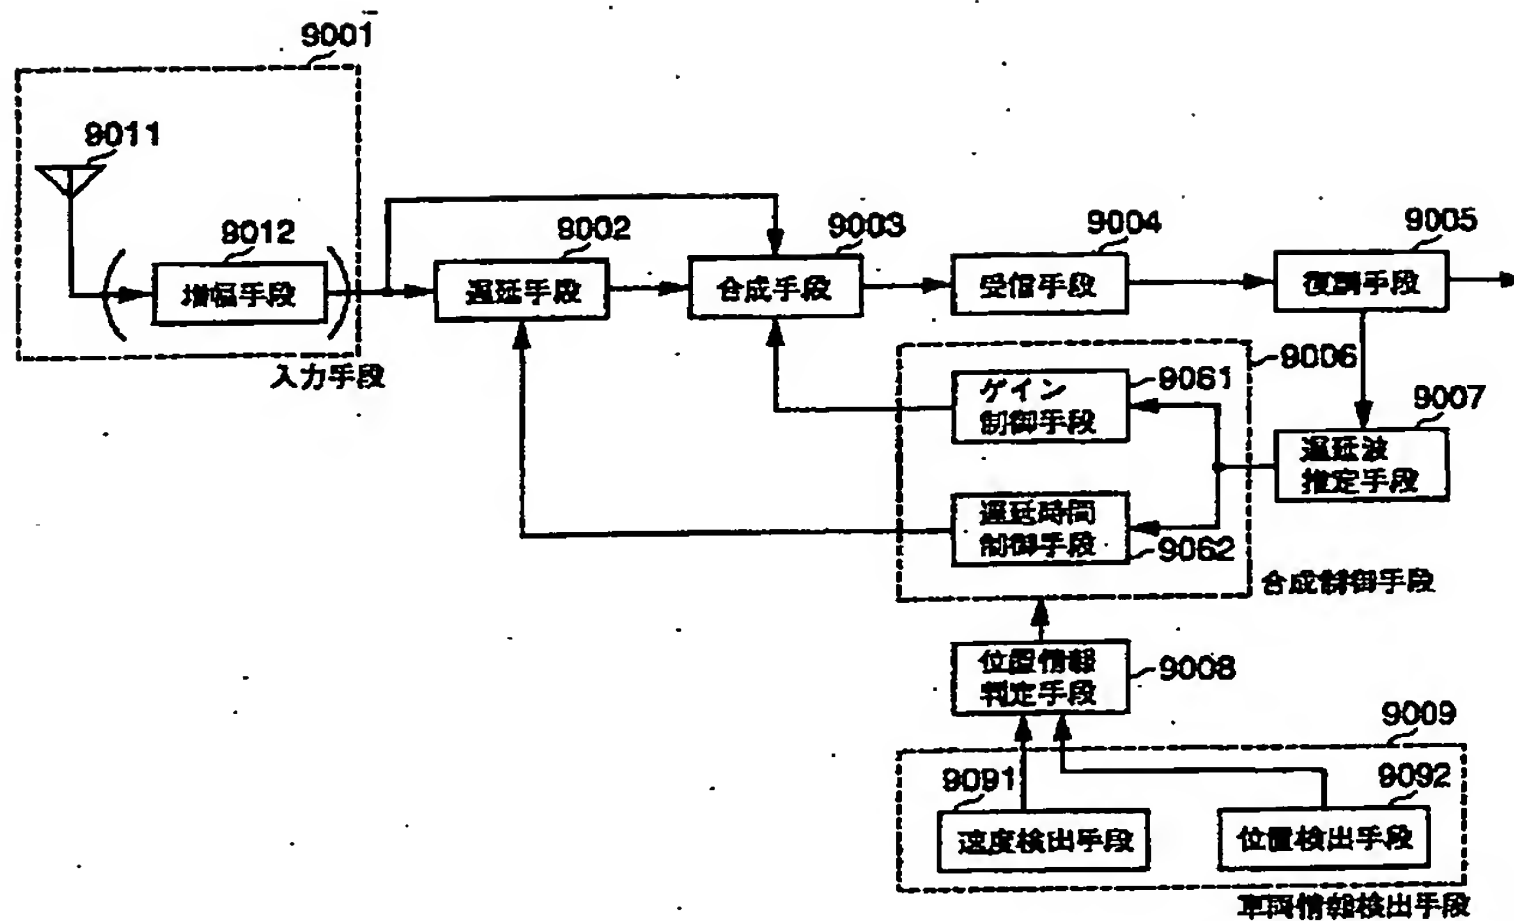 9001
9011
9012
増幅手段
入力手段
9002
遅延手段
9003
合成手段
9004
受信手段
9005
復調手段
9006
9061
ゲイン
制御手段
9007
遅延波
推定手段
遅延時間
制御手段
9062
合成制御手段
位置情報
判定手段
9008
9009
9091
速度検出手段
9092
位置検出手段
車両情報検出手段